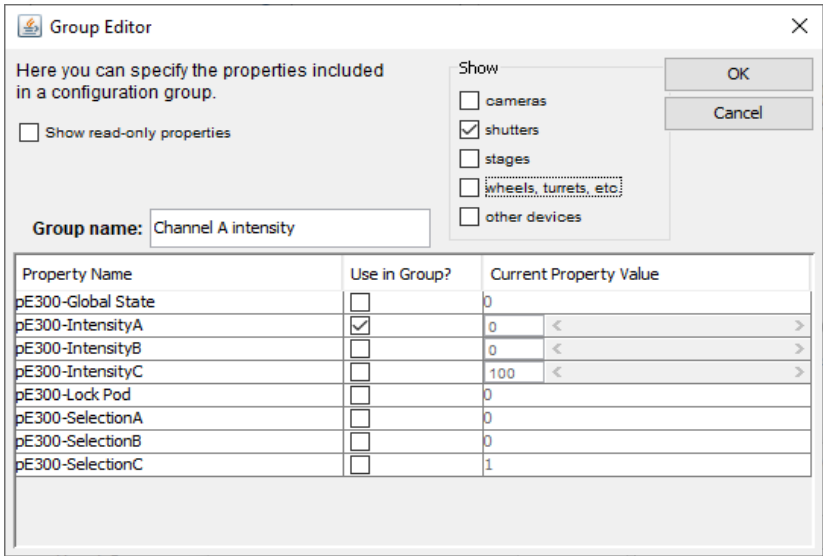 Group Editor
Here you can specify the properties included
in a configuration group.
Show read-only properties
Show
cameras
shutters
stages
wheels, turrets, etc.
other devices
OK
Cancel
Group name: Channel A intensity
Property Name Use in Group? Current Property Value
pE300-Global State 0
pE300-IntensityA 0
pE300-IntensityB 0
pE300-IntensityC 100
pE300-Lock Pod 0
pE300-SelectionA 0
pE300-SelectionB 0
pE300-SelectionC 1